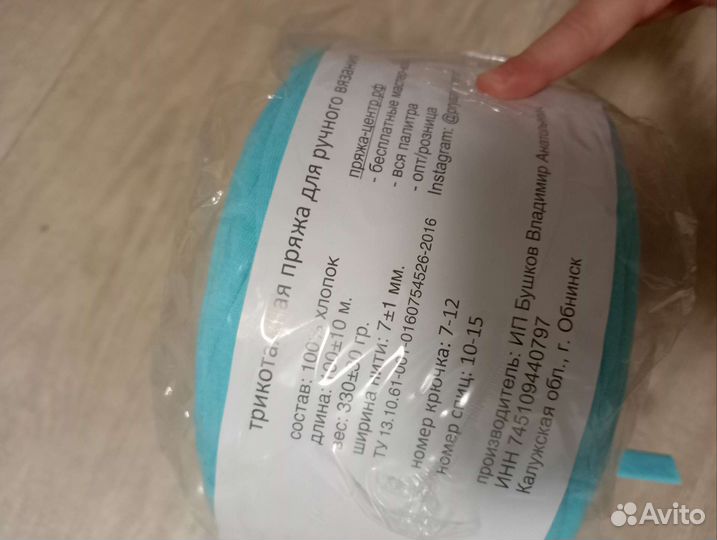 трикотажная пряжа для ручного вязания
состав: 100% хлопок
длина: 100±10 м.
вес: 330±30 гр.
ширина нити: 7±1 мм.
ТУ 13.10.61-001-0160754526-2016
номер крючка: 7-12
номер спиц: 10-15
пряжа-центр.рф
- бесплатные
- вся палитра
- опт/розница
Instagram:
производитель: ИП Бушков Владимир Анатольевич
ИНН 745109440797
Калужская обл., г. Обнинск
Avito